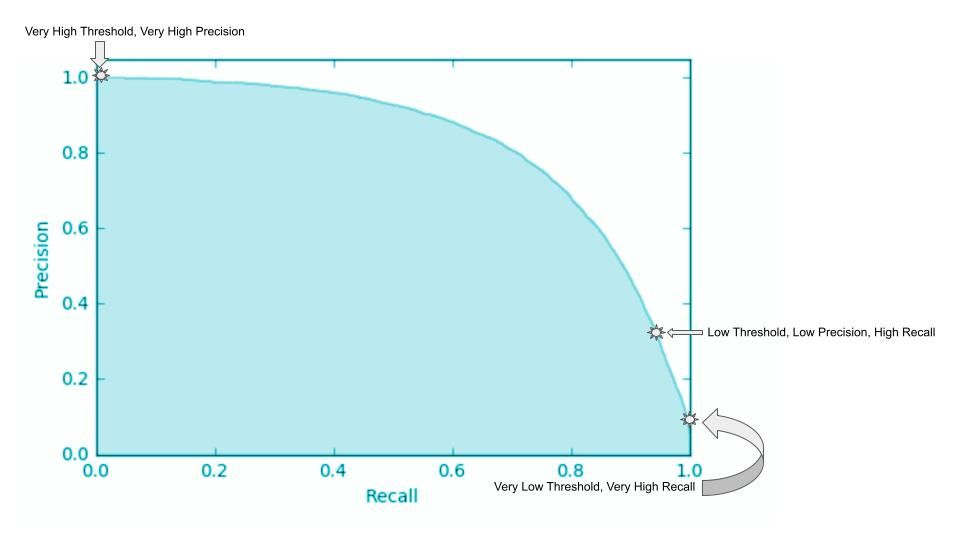 Very High Threshold, Very High Precision
1.0
0.8
0.6
0.4
0.2
0.0
Precision
Low Threshold, Low Precision, High Recall
0.0 0.2 0.4 0.6 0.8 1.0
Very Low Threshold, Very High Recall
Recall